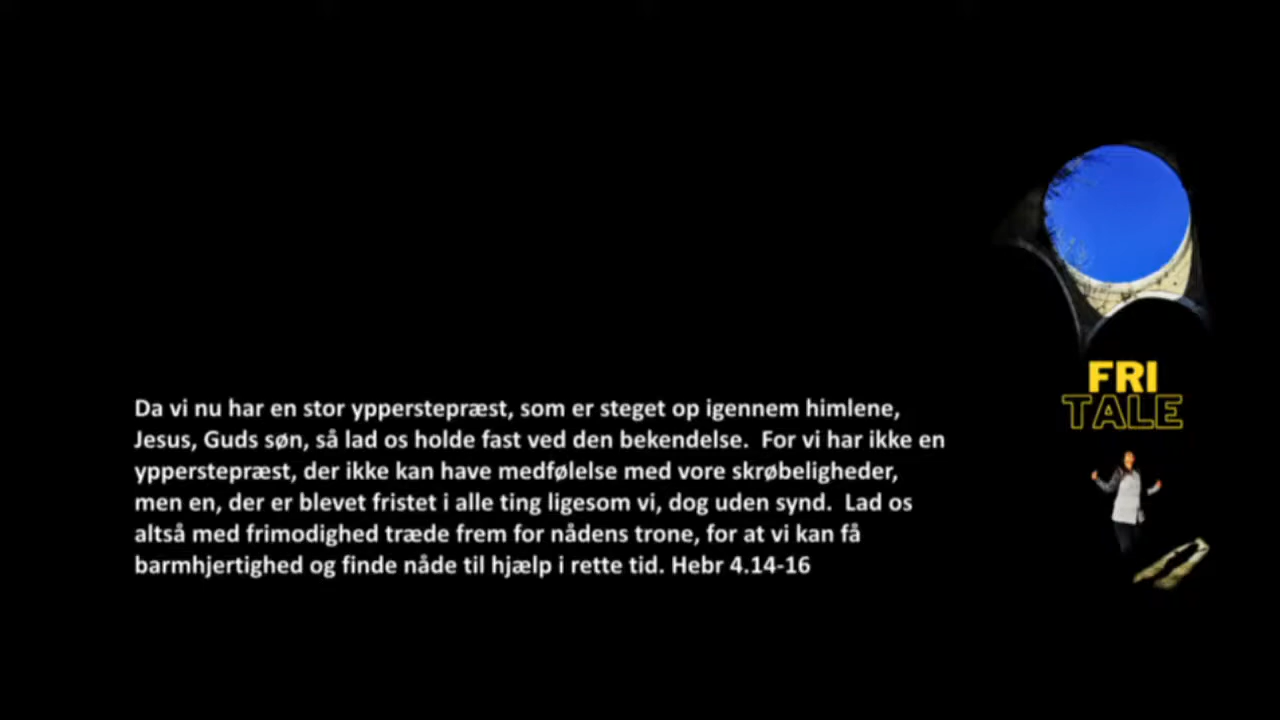 Da vi nu har en stor ypperstepræst, som er steget op igennem himlene,
Jesus, Guds søn, så lad os holde fast ved den bekendelse.  For vi har ikke en
ypperstepræst, der ikke kan have medfølelse med vore skrøbeligheder,
men en, der er blevet fristet i alle ting ligesom vi, dog uden synd.  Lad os
altså med frimodighed træde frem for nådens trone, for at vi kan få
barmhjertighed og finde nåde til hjælp i rette tid. Hebr 4.14-16
FRI
TALE